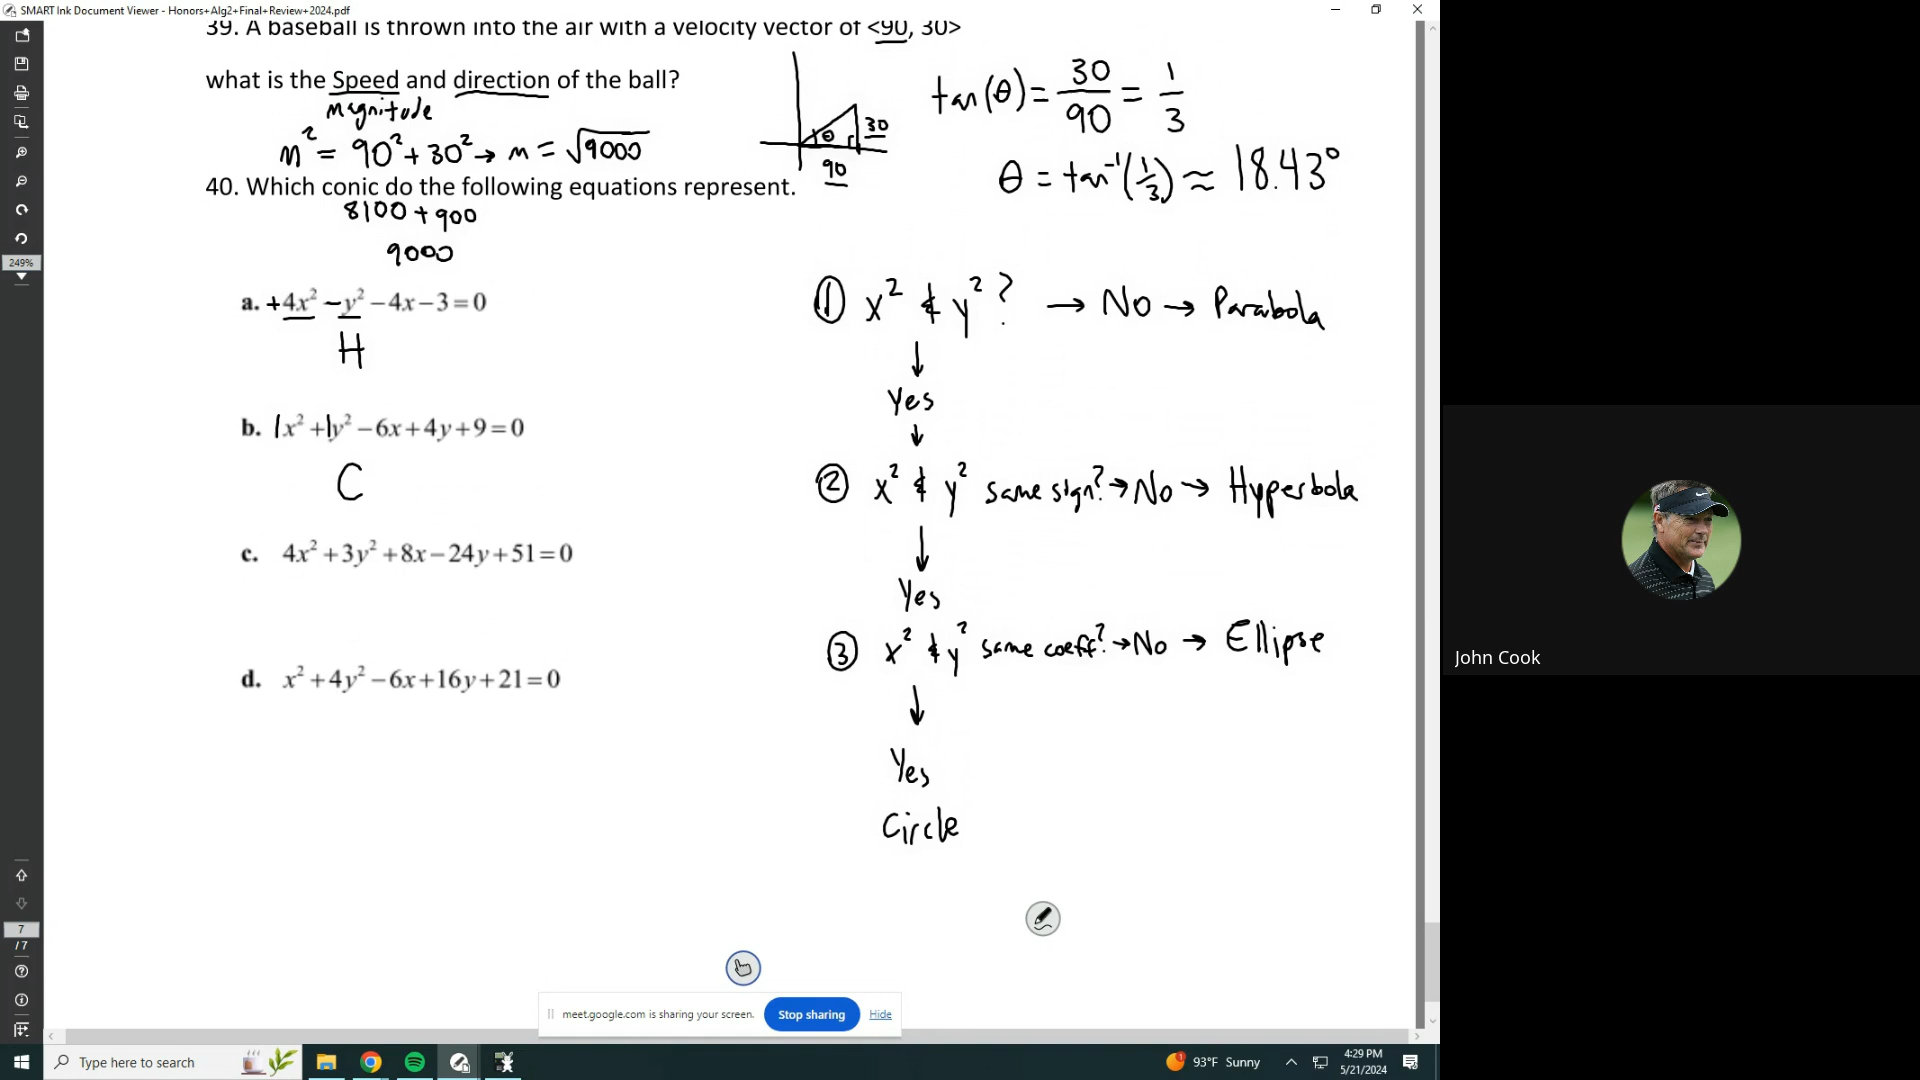 SMART Ink Document Viewer - Honors+Alg2+Final+Review+2024.pdf
39. A baseball is thrown into the air with a velocity vector of <90, 30>
what is the Speed and direction of the ball?
magnitude
m² = 90² + 30² → m = √9000
30
θ
90
tan(θ) = 30/90 = 1/3
θ = tan⁻¹(1/3) ≈ 18.43°
40. Which conic do the following equations represent.
8100 + 900
9000
a. +4x² − y² − 4x − 3 = 0
H
b. 1x² + 1y² − 6x + 4y + 9 = 0
C
c. 4x² + 3y² + 8x − 24y + 51 = 0
d. x² + 4y² − 6x + 16y + 21 = 0
① x² & y² ? → No → Parabola
↓
Yes
↓
② x² & y² same sign? → No → Hyperbola
↓
Yes
③ x² & y² same coeff? → No → Ellipse
↓
Yes
Circle
249%
7
/ 7
John Cook
meet.google.com is sharing your screen.
Stop sharing
Hide
Type here to search
93°F Sunny
4:29 PM
5/21/2024